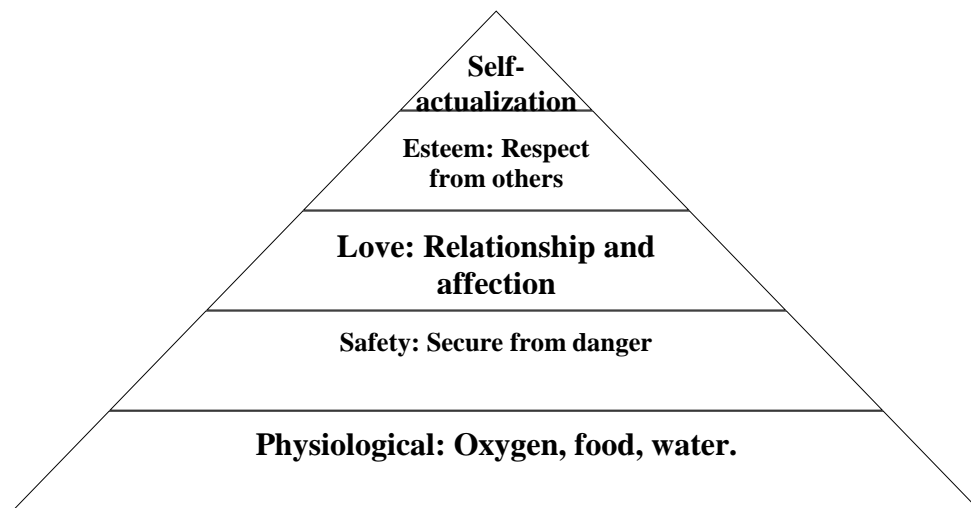 Self-
actualization
Esteem: Respect
from others
Love: Relationship and
affection
Safety: Secure from danger
Physiological: Oxygen, food, water.